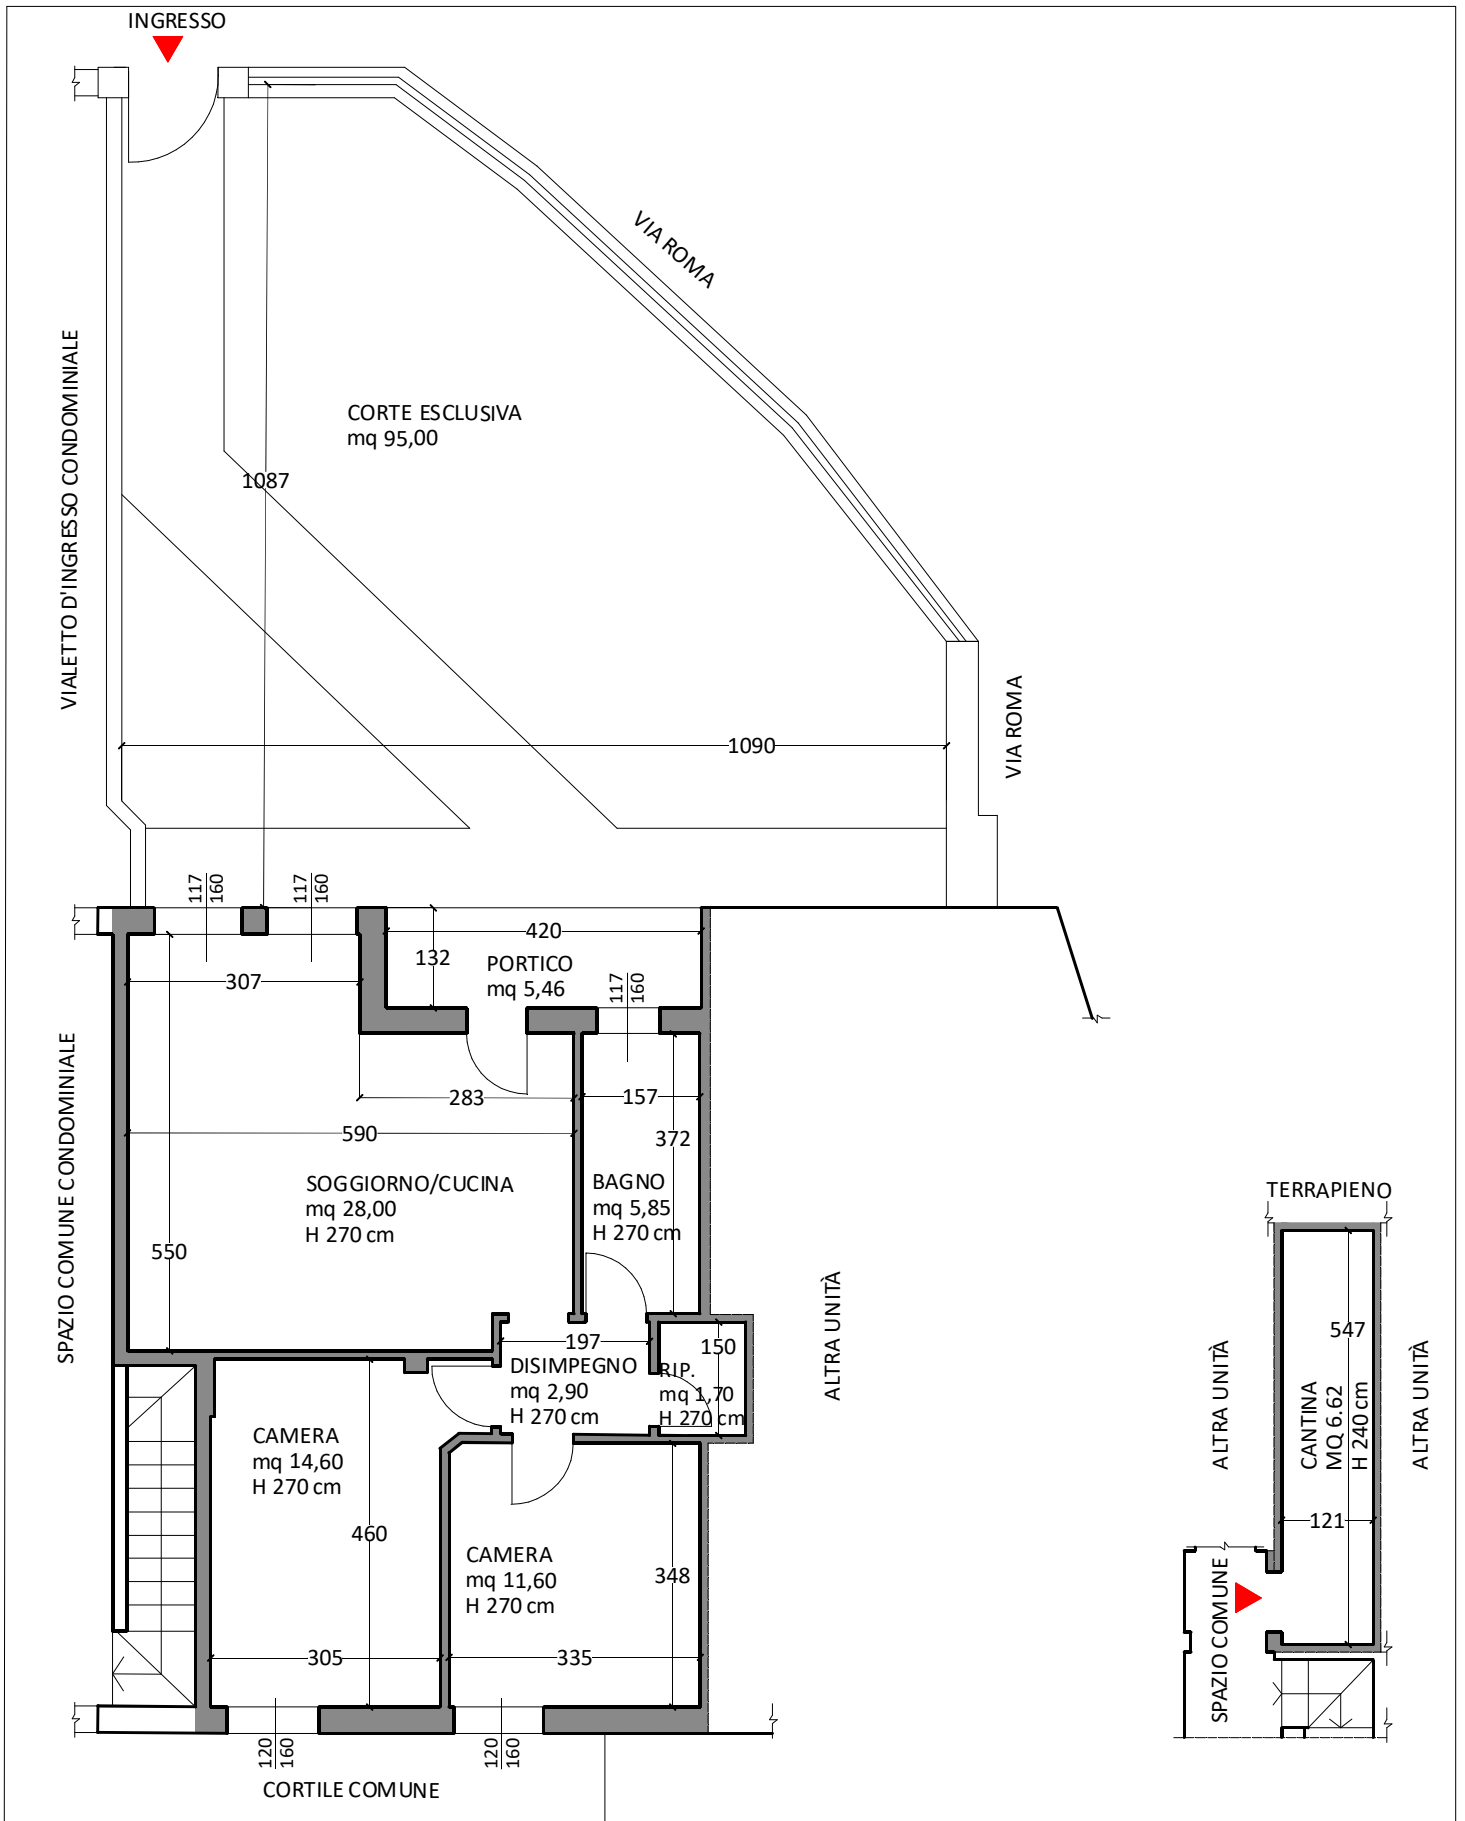 INGRESSO
VIA ROMA
VIALETTO D'INGRESSO CONDOMINIALE
CORTE ESCLUSIVA
mq 95,00
1087
VIA ROMA
1090
117
160
117
160
420
132
PORTICO
mq 5,46
117
160
307
283
157
590
372
SPAZIO COMUNE CONDOMINIALE
SOGGIORNO/CUCINA
mq 28,00
H 270 cm
BAGNO
mq 5,85
H 270 cm
550
ALTRA UNITÀ
197
150
DISIMPEGNO
mq 2,90
H 270 cm
RIP.
mq 1,70
H 270 cm
CAMERA
mq 14,60
H 270 cm
460
CAMERA
mq 11,60
H 270 cm
348
305
335
120
160
120
160
CORTILE COMUNE
TERRAPIENO
547
ALTRA UNITÀ
CANTINA
MQ 6.62
H 240 cm
ALTRA UNITÀ
121
SPAZIO COMUNE